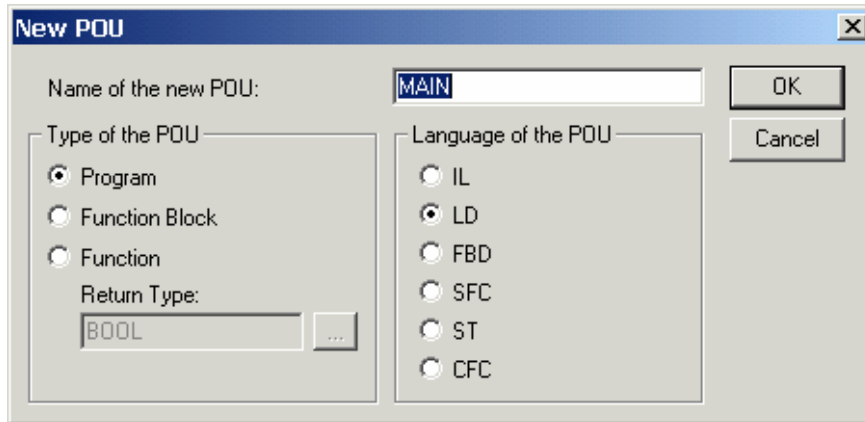 New POU
Name of the new POU:
MAIN
OK
Cancel
Type of the POU
Program
Function Block
Function
Return Type:
BOOL
...
Language of the POU
IL
LD
FBD
SFC
ST
CFC